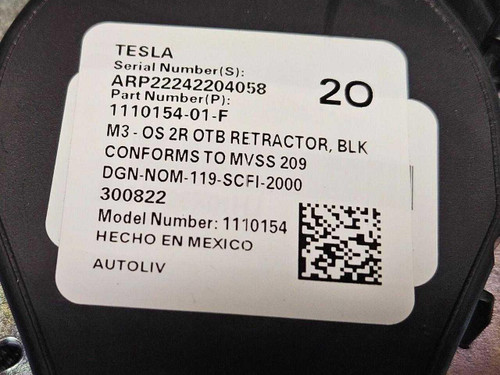 TESLA
Serial Number(S):
ARP22242204058
20
Part Number(P):
1110154-01-F
M3 - OS 2R OTB RETRACTOR, BLK
CONFORMS TO MVSS 209
DGN-NOM-119-SCFI-2000
300822
Model Number: 1110154
HECHO EN MEXICO
AUTOLIV